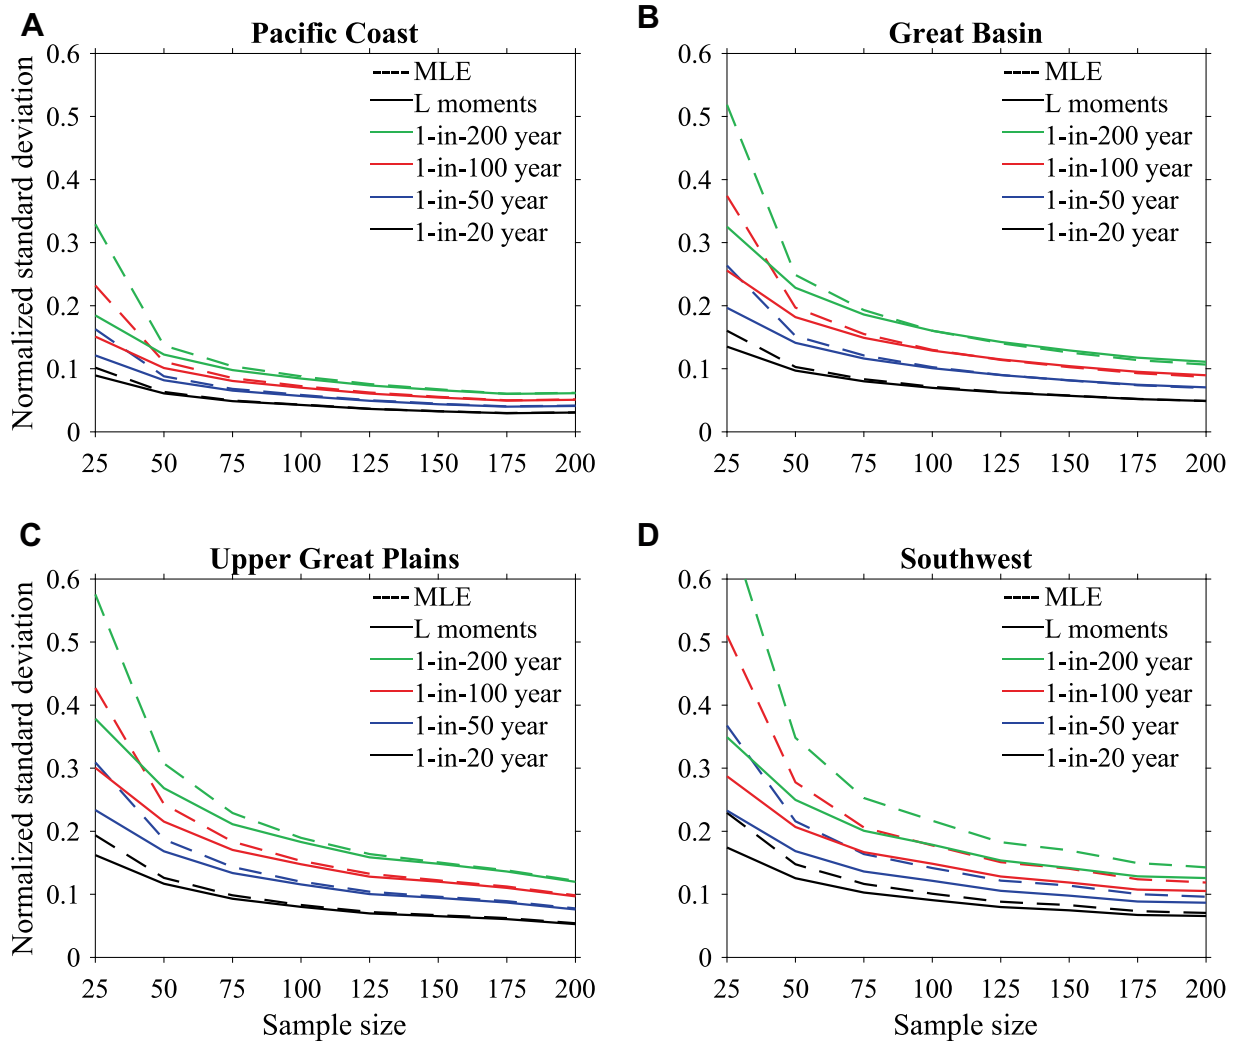 A
Pacific Coast
Normalized standard deviation
0.6
0.5
0.4
0.3
0.2
0.1
0
MLE
L moments
1-in-200 year
1-in-100 year
1-in-50 year
1-in-20 year
25 50 75 100 125 150 175 200
B
Great Basin
0.6
0.5
0.4
0.3
0.2
0.1
0
MLE
L moments
1-in-200 year
1-in-100 year
1-in-50 year
1-in-20 year
25 50 75 100 125 150 175 200
C
Upper Great Plains
Normalized standard deviation
0.6
0.5
0.4
0.3
0.2
0.1
0
MLE
L moments
1-in-200 year
1-in-100 year
1-in-50 year
1-in-20 year
25 50 75 100 125 150 175 200
Sample size
D
Southwest
0.6
0.5
0.4
0.3
0.2
0.1
0
MLE
L moments
1-in-200 year
1-in-100 year
1-in-50 year
1-in-20 year
25 50 75 100 125 150 175 200
Sample size